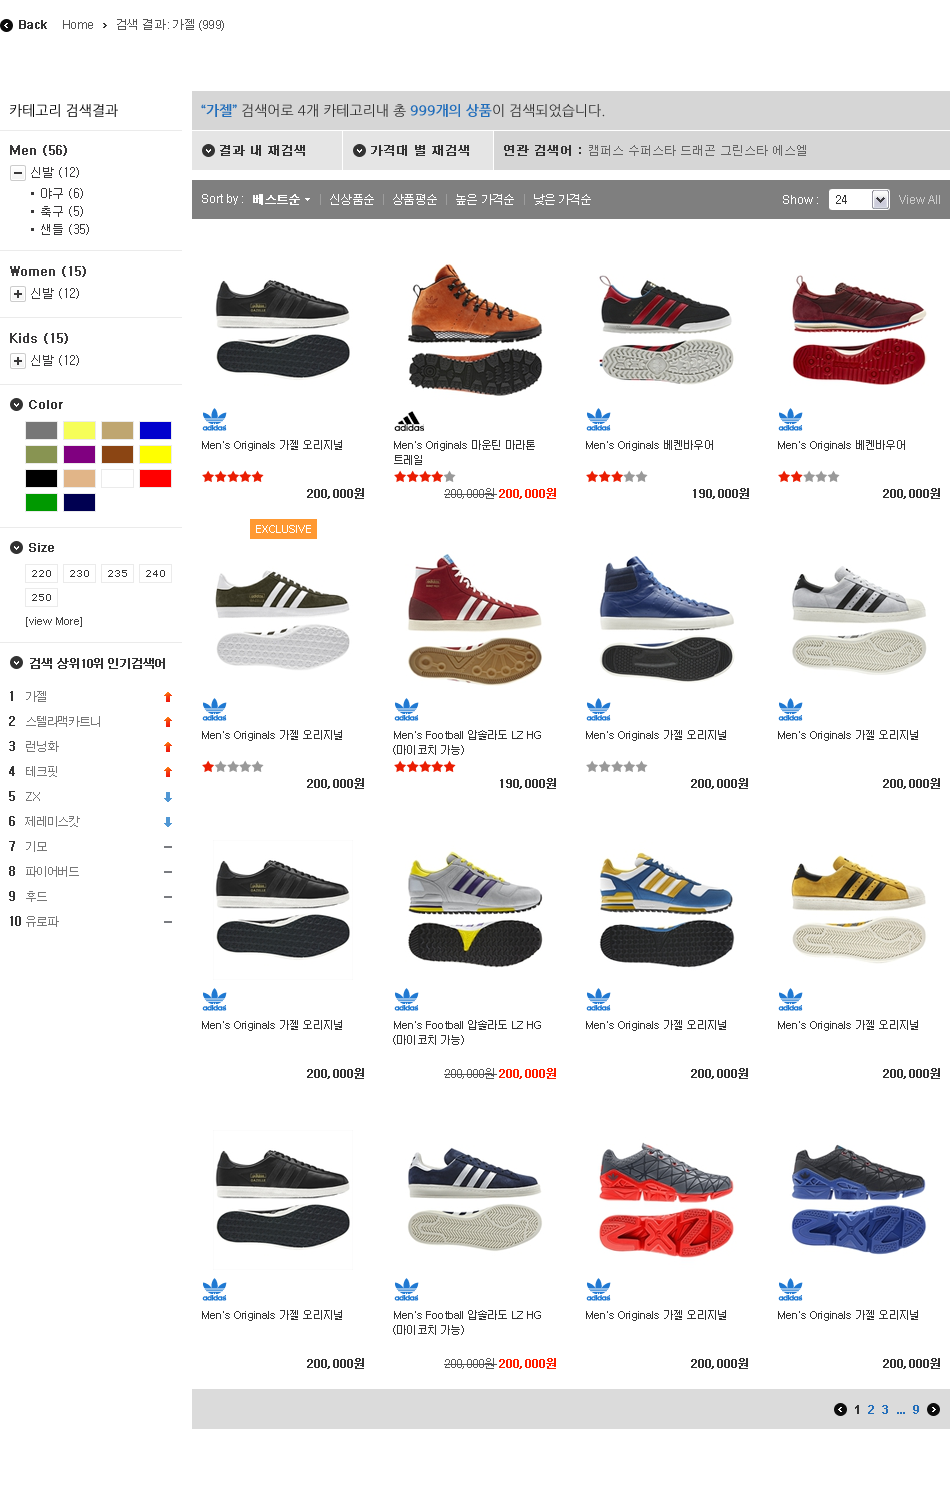 Back Home › 검색 결과: 가젤 (999)
카테고리 검색결과
Men (56)
신발 (12)
• 야구 (6)
• 축구 (5)
• 샌들 (35)
Women (15)
신발 (12)
Kids (15)
신발 (12)
Color
Size
220 230 235 240
250
[view More]
검색 상위10위 인기검색어
1 가젤
2 스텔라맥카트니
3 런닝화
4 테크핏
5 ZX
6 제레미스캇
7 기모
8 파이어버드
9 후드
10 유로파
“가젤” 검색어로 4개 카테고리내 총 999개의 상품이 검색되었습니다.
결과 내 재검색 가격대 별 재검색 연관 검색어 : 캠퍼스 수퍼스타 드래곤 그린스타 에스엘
Sort by : 베스트순 | 신상품순 | 상품평순 | 높은 가격순 | 낮은 가격순 Show : 24 View All
adidas adidas adidas adidas
Men's Originals 가젤 오리지널
200,000원
Men's Originals 마운틴 마라톤
트레일
200,000원 200,000원
Men's Originals 베켄바우어
190,000원
Men's Originals 베켄바우어
200,000원
EXCLUSIVE
adidas adidas adidas adidas
Men's Originals 가젤 오리지널
200,000원
Men's Football 압솔라도 LZ HG
(마이코치 가능)
190,000원
Men's Originals 가젤 오리지널
200,000원
Men's Originals 가젤 오리지널
200,000원
adidas adidas adidas adidas
Men's Originals 가젤 오리지널
200,000원
Men's Football 압솔라도 LZ HG
(마이코치 가능)
200,000원 200,000원
Men's Originals 가젤 오리지널
200,000원
Men's Originals 가젤 오리지널
200,000원
adidas adidas adidas adidas
Men's Originals 가젤 오리지널
200,000원
Men's Football 압솔라도 LZ HG
(마이코치 가능)
200,000원 200,000원
Men's Originals 가젤 오리지널
200,000원
Men's Originals 가젤 오리지널
200,000원
1 2 3 ... 9